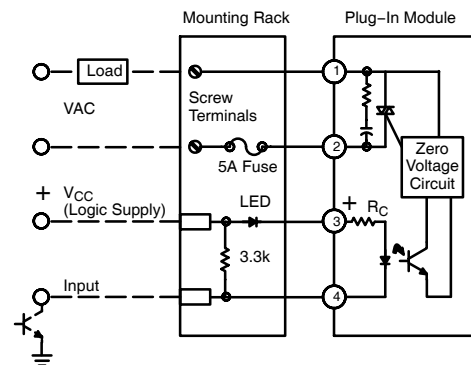 Mounting Rack
Plug-In Module
Load
1
VAC
Screw
Terminals
2
5A Fuse
Zero
Voltage
Circuit
+
VCC
(Logic Supply)
LED
3
+
RC
3.3k
Input
4